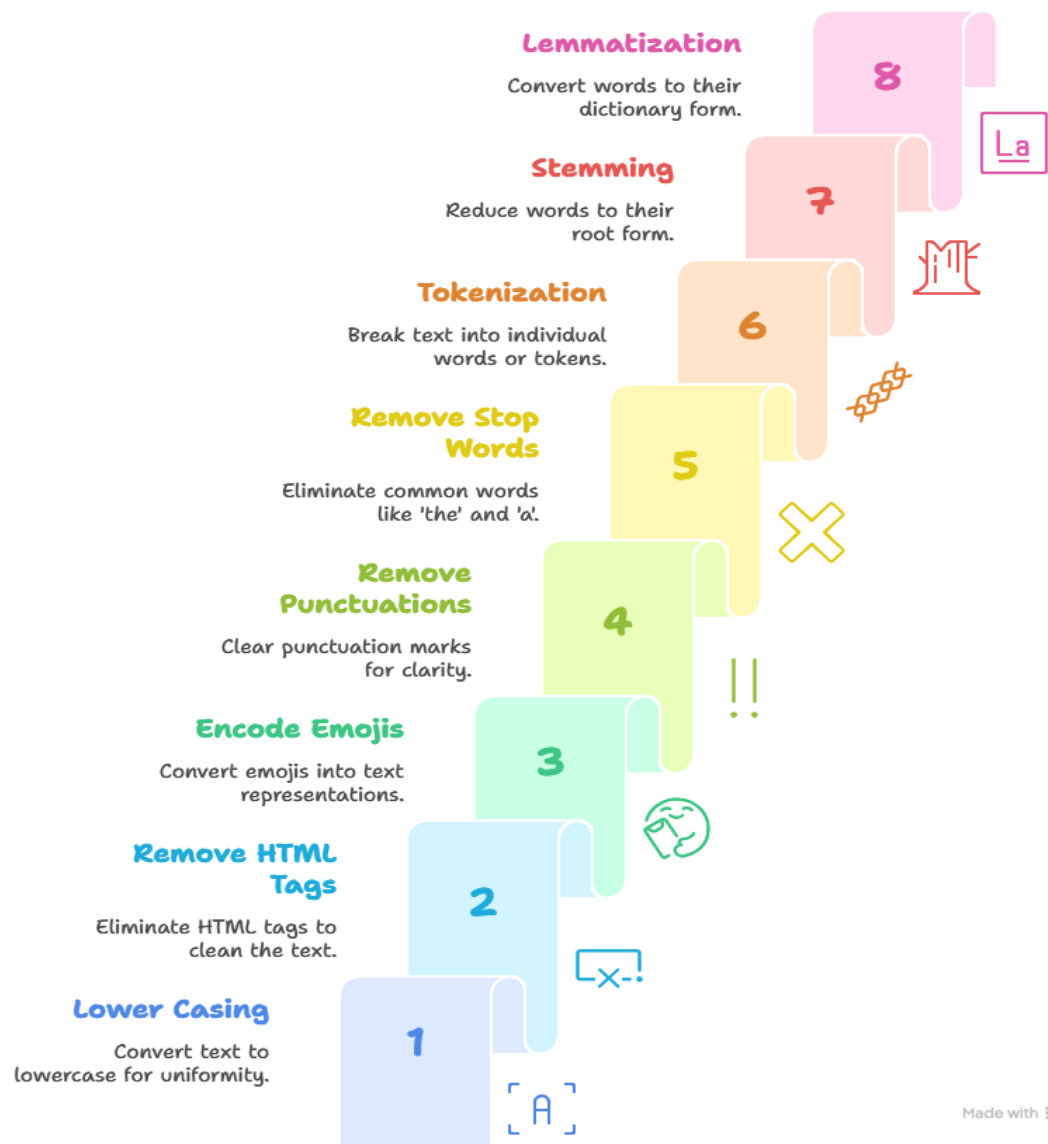 Lemmatization
8
Convert words to their
dictionary form.
La
Stemming
7
Reduce words to their
root form.
Tokenization
6
Break text into individual
words or tokens.
Remove Stop
Words
5
Eliminate common words
like 'the' and 'a'.
Remove
Punctuations
4
Clear punctuation marks
for clarity.
!!
Encode Emojis
3
Convert emojis into text
representations.
Remove HTML
Tags
2
Eliminate HTML tags to
clean the text.
Lower Casing
1
Convert text to
lowercase for uniformity.
A
Made with